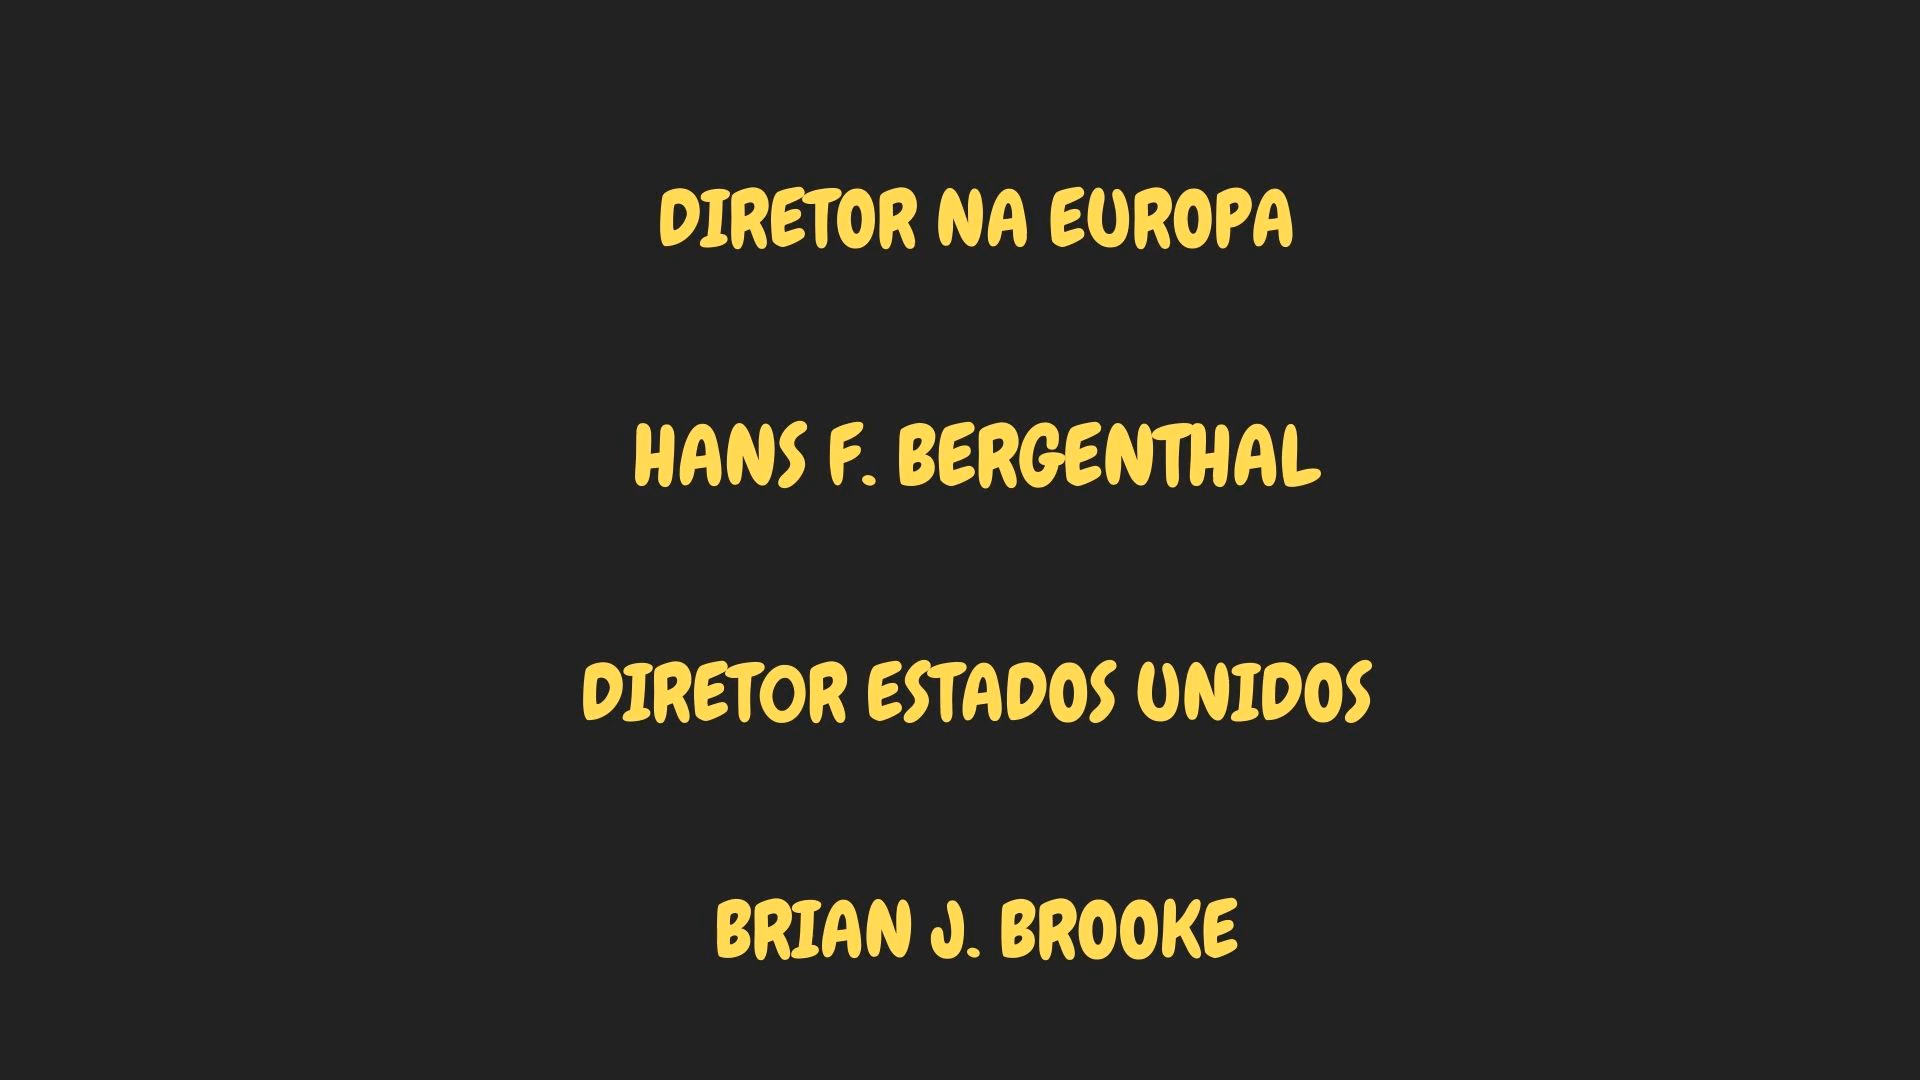 DIRETOR NA EUROPA
HANS F. BERGENTHAL
DIRETOR ESTADOS UNIDOS
BRIAN J. BROOKE